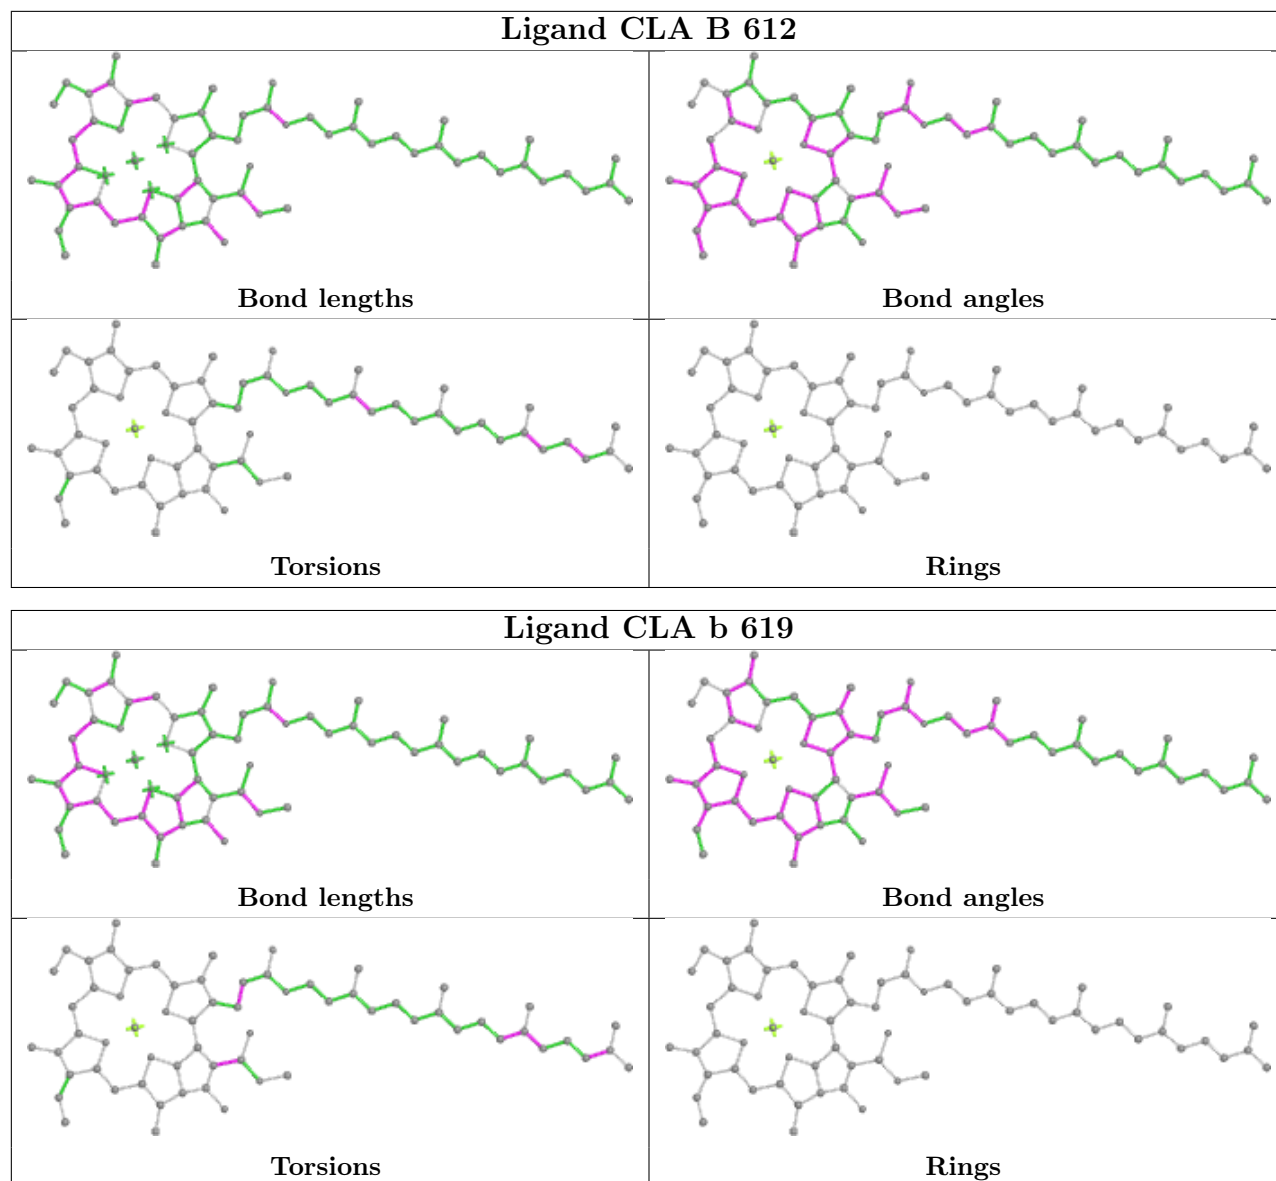 Ligand CLA B 612
Bond lengths
Bond angles
Torsions
Rings
Ligand CLA b 619
Bond lengths
Bond angles
Torsions
Rings